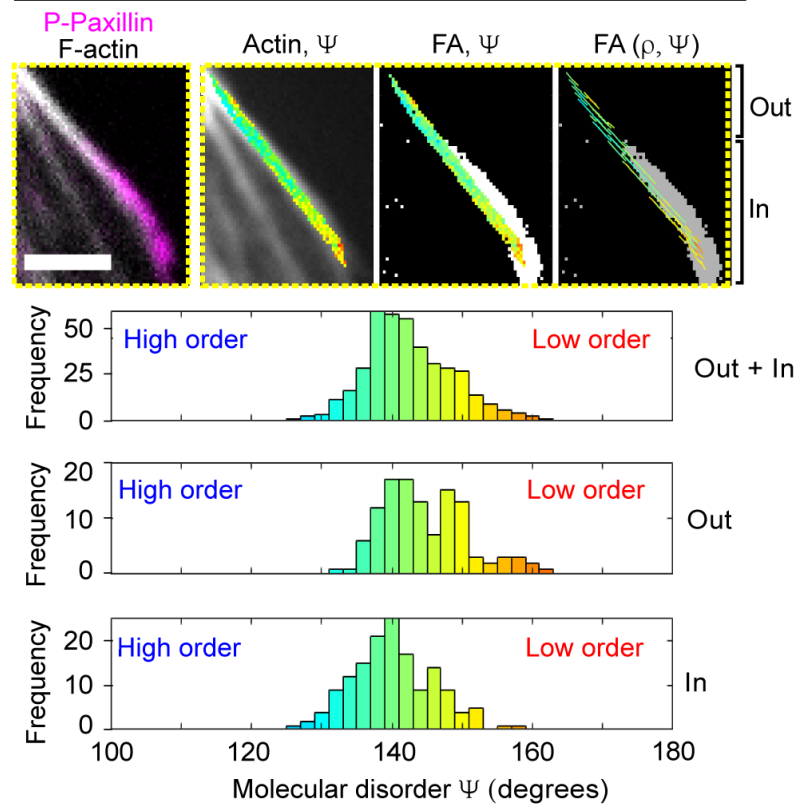 P-Paxillin
F-actin
Actin, Ψ
FA, Ψ
FA (ρ, Ψ)
Out
In
Frequency
50
25
0
High order
Low order
Out + In
Frequency
20
10
0
High order
Low order
Out
Frequency
20
10
0
High order
Low order
In
100
120
140
160
180
Molecular disorder Ψ (degrees)